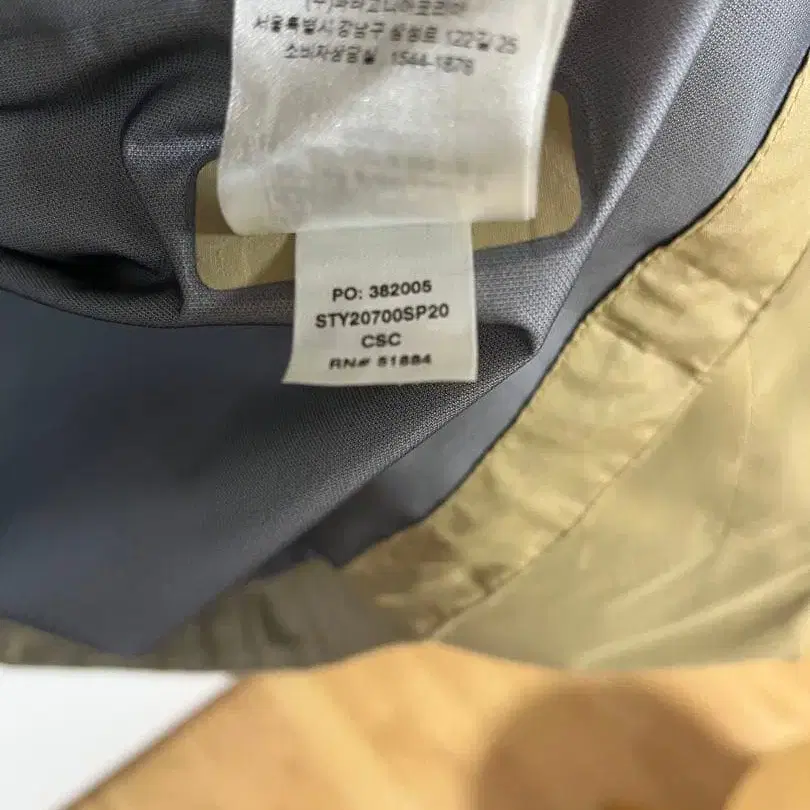 (주)파타고니아코리아
서울특별시 강남구 삼성로 122길 25
소비자상담실 : 1544-1876
PO: 382005
STY20700SP20
CSC
RN# 51884